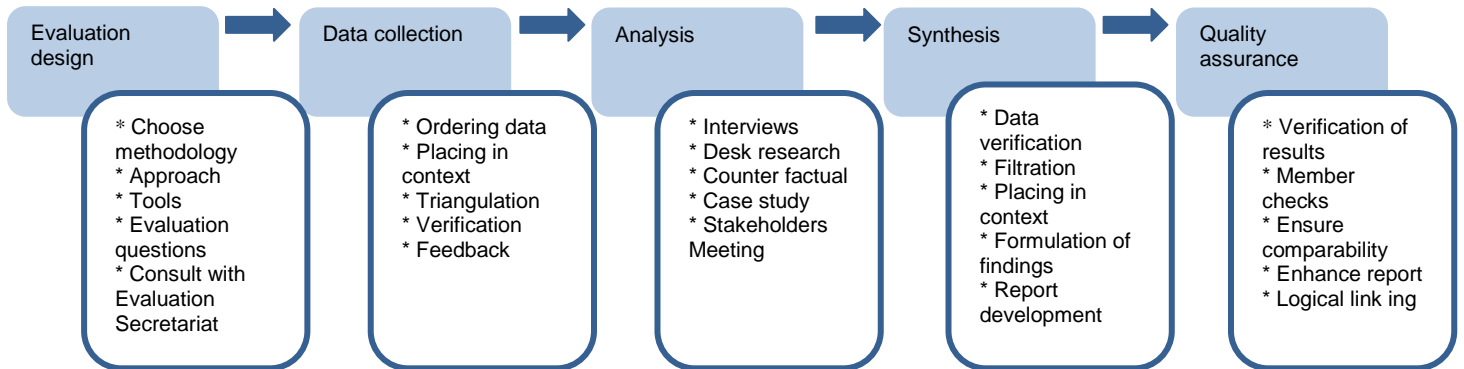 Evaluation
design
Data collection
Analysis
Synthesis
Quality
assurance
* Choose
methodology
* Approach
* Tools
* Evaluation
questions
* Consult with
Evaluation
Secretariat
* Ordering data
* Placing in
context
* Triangulation
* Verification
* Feedback
* Interviews
* Desk research
* Counter factual
* Case study
* Stakeholders
Meeting
* Data
verification
* Filtration
* Placing in
context
* Formulation of
findings
* Report
development
* Verification of
results
* Member
checks
* Ensure
comparability
* Enhance report
* Logical link ing